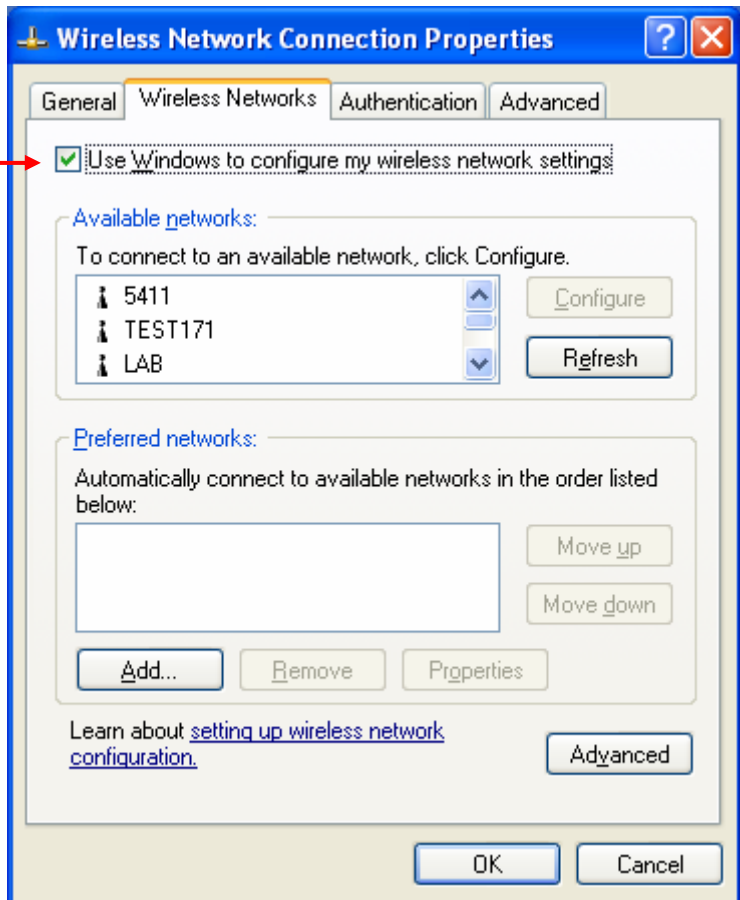 Wireless Network Connection Properties
General Wireless Networks Authentication Advanced
Use Windows to configure my wireless network settings
Available networks:
To connect to an available network, click Configure.
5411
TEST171
LAB
Configure
Refresh
Preferred networks:
Automatically connect to available networks in the order listed
below:
Move up
Move down
Add... Remove Properties
Learn about setting up wireless network
configuration.
Advanced
OK Cancel